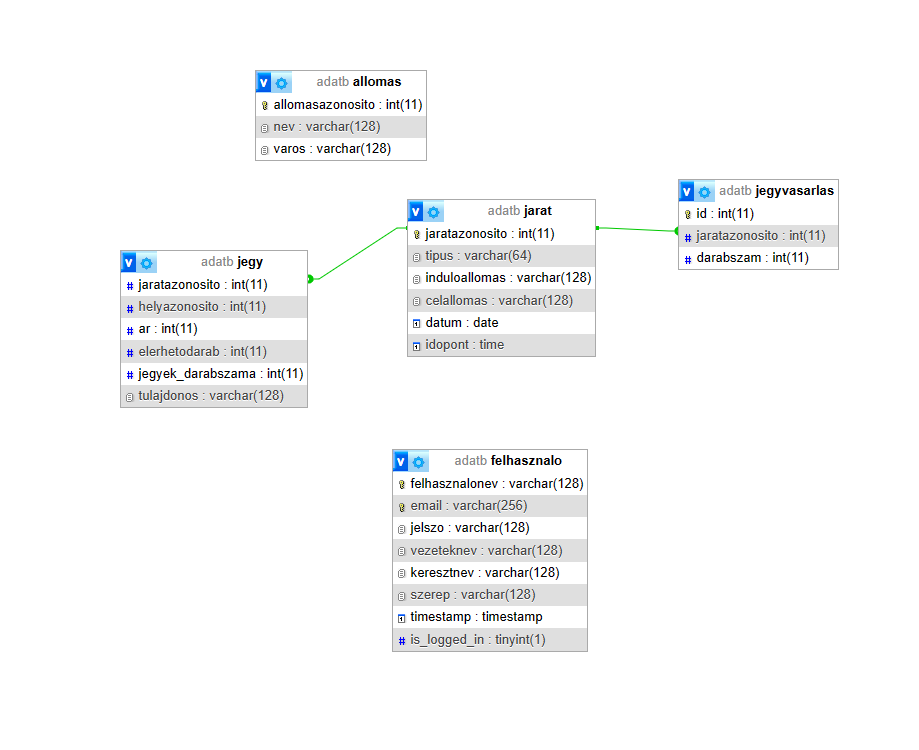 adatb allomas
allomasazonosito : int(11)
nev : varchar(128)
varos : varchar(128)
adatb jegyvasarlas
id : int(11)
jaratazonosito : int(11)
darabszam : int(11)
adatb jarat
jaratazonosito : int(11)
tipus : varchar(64)
induloallomas : varchar(128)
celallomas : varchar(128)
datum : date
idopont : time
adatb jegy
jaratazonosito : int(11)
helyazonosito : int(11)
ar : int(11)
elerhetodarab : int(11)
jegyek_darabszama : int(11)
tulajdonos : varchar(128)
adatb felhasznalo
felhasznalonev : varchar(128)
email : varchar(256)
jelszo : varchar(128)
vezeteknev : varchar(128)
keresztnev : varchar(128)
szerep : varchar(128)
timestamp : timestamp
is_logged_in : tinyint(1)